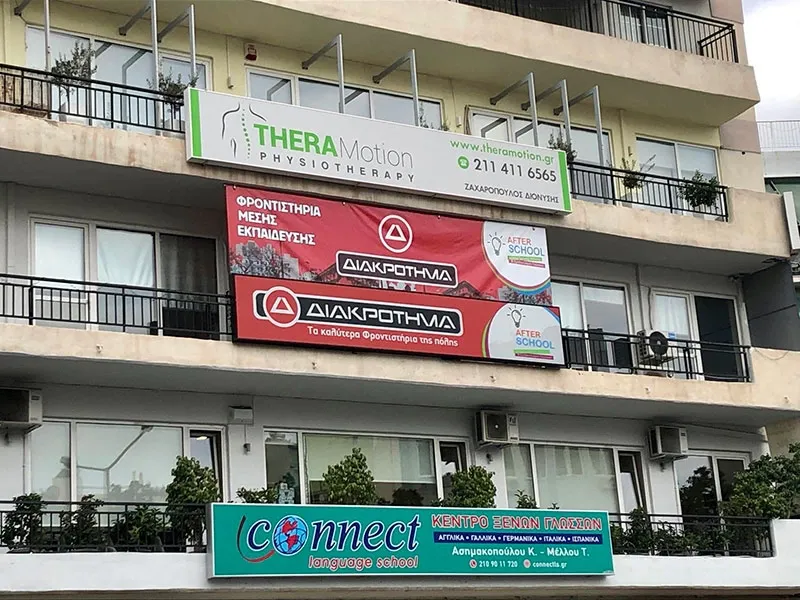 THERAMotion
PHYSIOTHERAPY
www.theramotion.gr
211 411 6565
ΖΑΧΑΡΟΠΟΥΛΟΣ ΔΙΟΝΥΣΗΣ
ΦΡΟΝΤΙΣΤΗΡΙΑ
ΜΕΣΗΣ
ΕΚΠΑΙΔΕΥΣΗΣ
ΔΙΑΚΡΟΤΗΜΑ
AFTER
SCHOOL
ΔΙΑΚΡΟΤΗΜΑ
Τα καλύτερα Φροντιστήρια της πόλης
AFTER
SCHOOL
connect
language school
ΚΕΝΤΡΟ ΞΕΝΩΝ ΓΛΩΣΣΩΝ
ΑΓΓΛΙΚΑ • ΓΑΛΛΙΚΑ • ΓΕΡΜΑΝΙΚΑ • ΙΤΑΛΙΚΑ • ΙΣΠΑΝΙΚΑ
Ασημακοπούλου Κ. - Μέλλου Τ.
210 90 11 720 connectls.gr